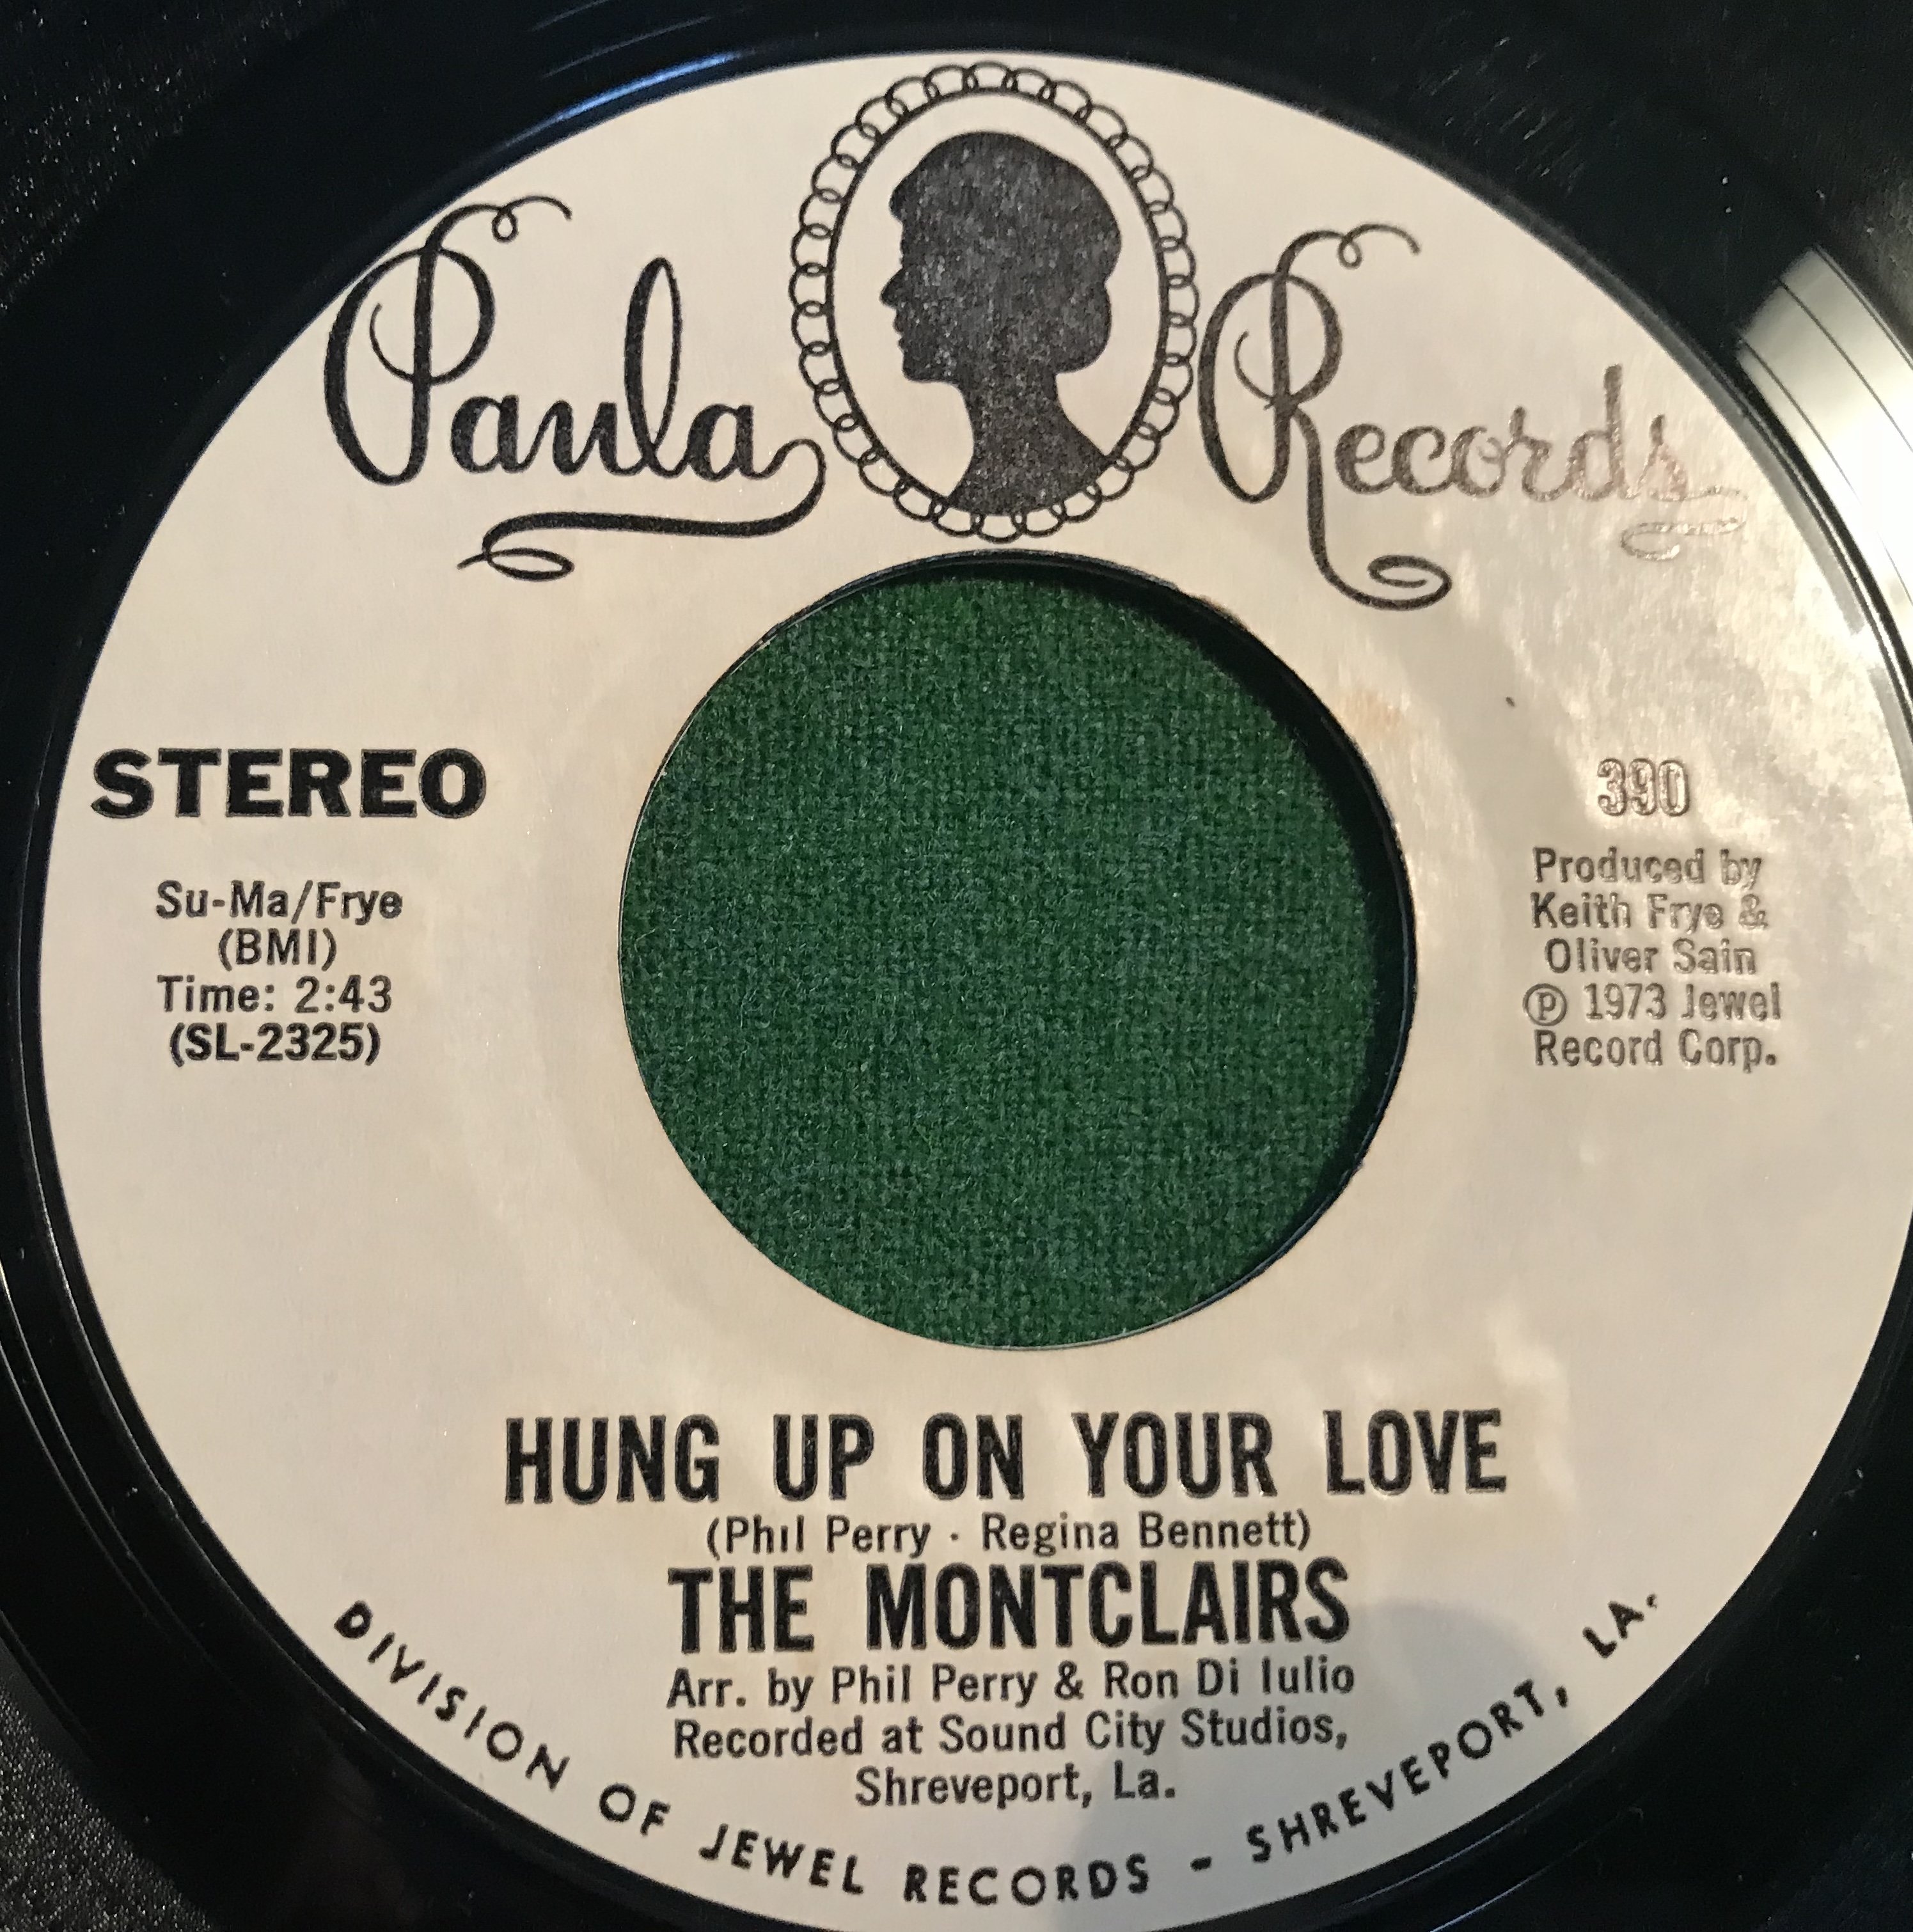 Paula Records
STEREO
Su-Ma/Frye
(BMI)
Time: 2:43
(SL-2325)
390
Produced by
Keith Frye &
Oliver Sain
Ⓟ 1973 Jewel
Record Corp.
HUNG UP ON YOUR LOVE
(Phil Perry · Regina Bennett)
THE MONTCLAIRS
Arr. by Phil Perry & Ron Di Iulio
Recorded at Sound City Studios,
Shreveport, La.
DIVISION OF JEWEL RECORDS - SHREVEPORT, LA.